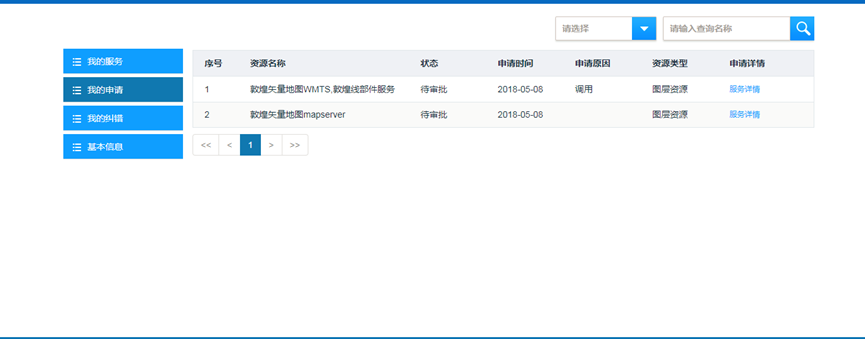 请选择 请输入查询名称
我的服务
我的申请
我的纠错
基本信息
序号 资源名称 状态 申请时间 申请原因 资源类型 申请详情
1 敦煌矢量地图WMTS,敦煌线部件服务 待审批 2018-05-08 调用 图层资源 服务详情
2 敦煌矢量地图mapserver 待审批 2018-05-08 图层资源 服务详情
<< < 1 > >>